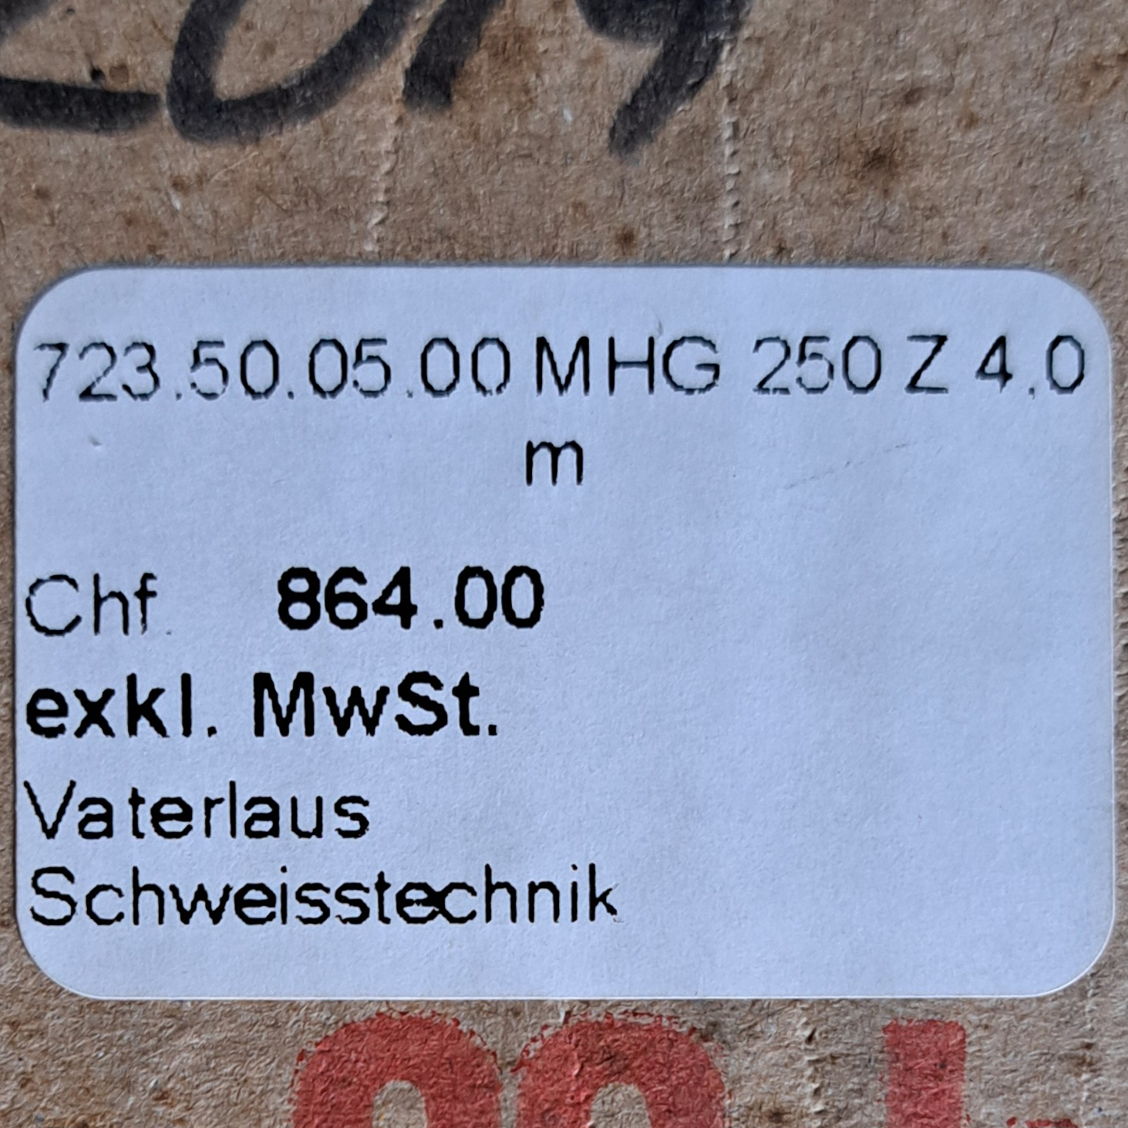 723.50.05.00 MHG 250 Z 4.0
m
Chf. 864.00
exkl. MwSt.
Vaterlaus
Schweisstechnik